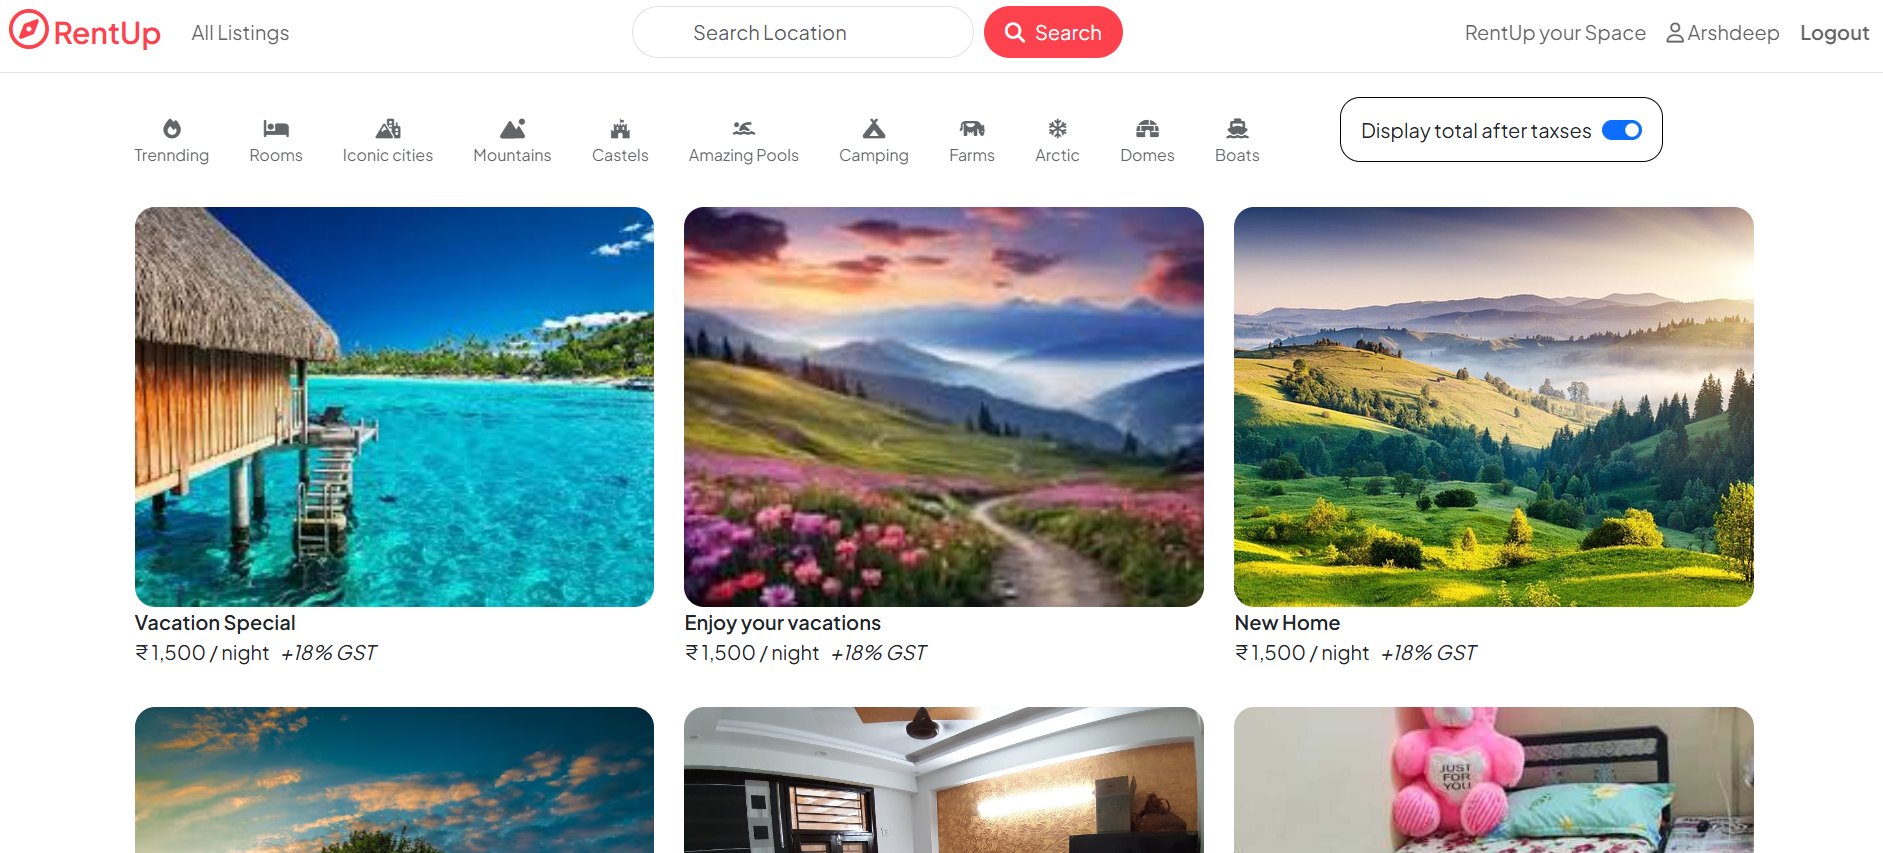 RentUp
All Listings
Search Location
Search
RentUp your Space
Arshdeep
Logout
Trennding
Rooms
Iconic cities
Mountains
Castels
Amazing Pools
Camping
Farms
Arctic
Domes
Boats
Display total after taxses
Vacation Special
₹ 1,500 / night +18% GST
Enjoy your vacations
₹ 1,500 / night +18% GST
New Home
₹ 1,500 / night +18% GST
JUST
FOR
YOU